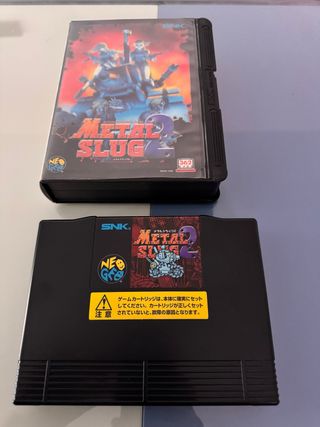 SNK
METAL
SLUG 2
NEO
GEO
362
SNK
METAL
SLUG 2
NEO
GEO
注意
ゲームカートリッジは、本体に確実にセット
してください。カートリッジが正しくセット
されていないと、故障の原因となります。